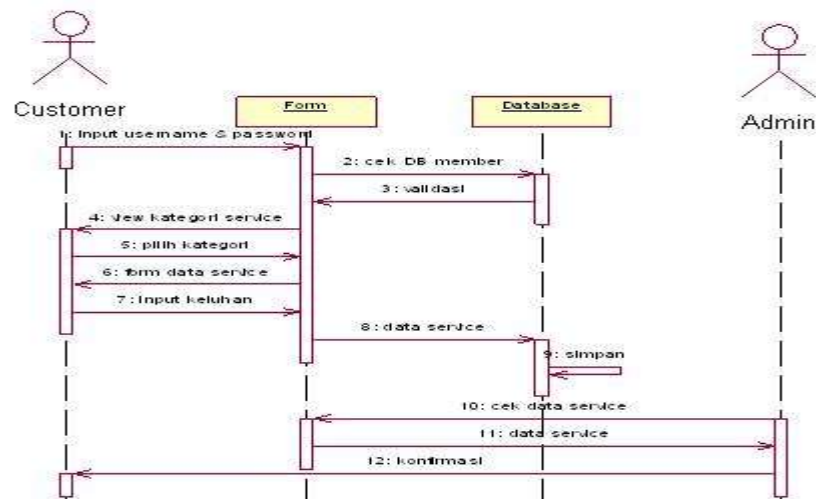 Form
Database
Customer
Admin
1: Input username & password
2: cek DB member
3: validasi
4: view kategori service
5: pilih kategori
6: form data service
7: Input keluhan
8: data service
9: simpan
10: cek data service
11: data service
12: konfirmasi